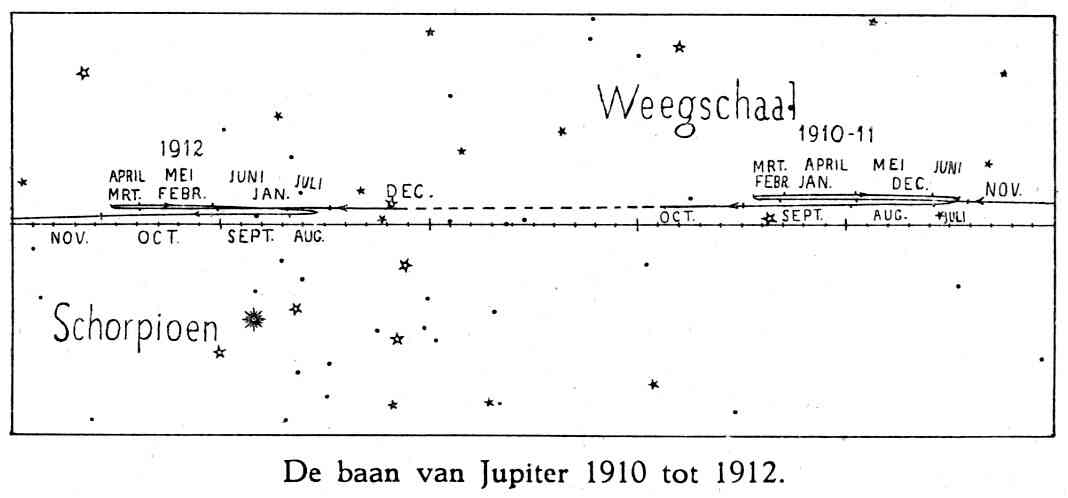 Weegschaal
1910-11
1912
MRT. APRIL MEI JUNI
FEBR JAN. DEC. NOV.
APRIL MEI JUNI JULI
MRT. FEBR. JAN. DEC.
OCT. SEPT. AUG. JULI
NOV. OCT. SEPT. AUG.
Schorpioen
De baan van Jupiter 1910 tot 1912.